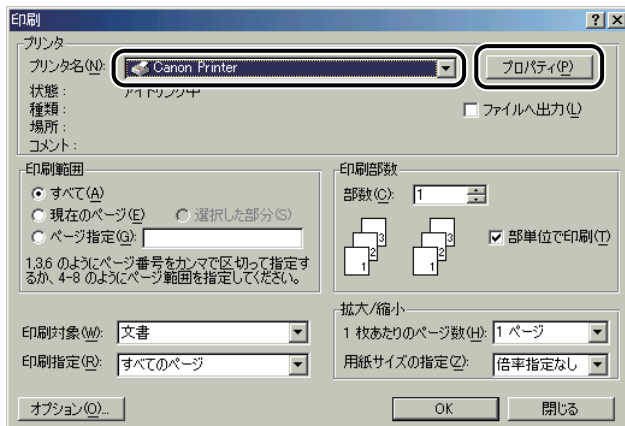 印刷
プリンタ
プリンタ名(N): Canon Printer プロパティ(P)
状態: アイドリング中
種類: ファイルへ出力(L)
場所:
コメント:
印刷範囲
すべて(A)
現在のページ(E) 選択した部分(S)
ページ指定(G):
1,3,6 のようにページ番号をカンマで区切って指定す
るか、4-8 のようにページ範囲を指定してください。
印刷部数
部数(C): 1
1 2 3 1 2 3 部単位で印刷(T)
印刷対象(W): 文書
印刷指定(R): すべてのページ
拡大/縮小
1 枚あたりのページ数(H): 1 ページ
用紙サイズの指定(Z): 倍率指定なし
オプション(O)... OK 閉じる